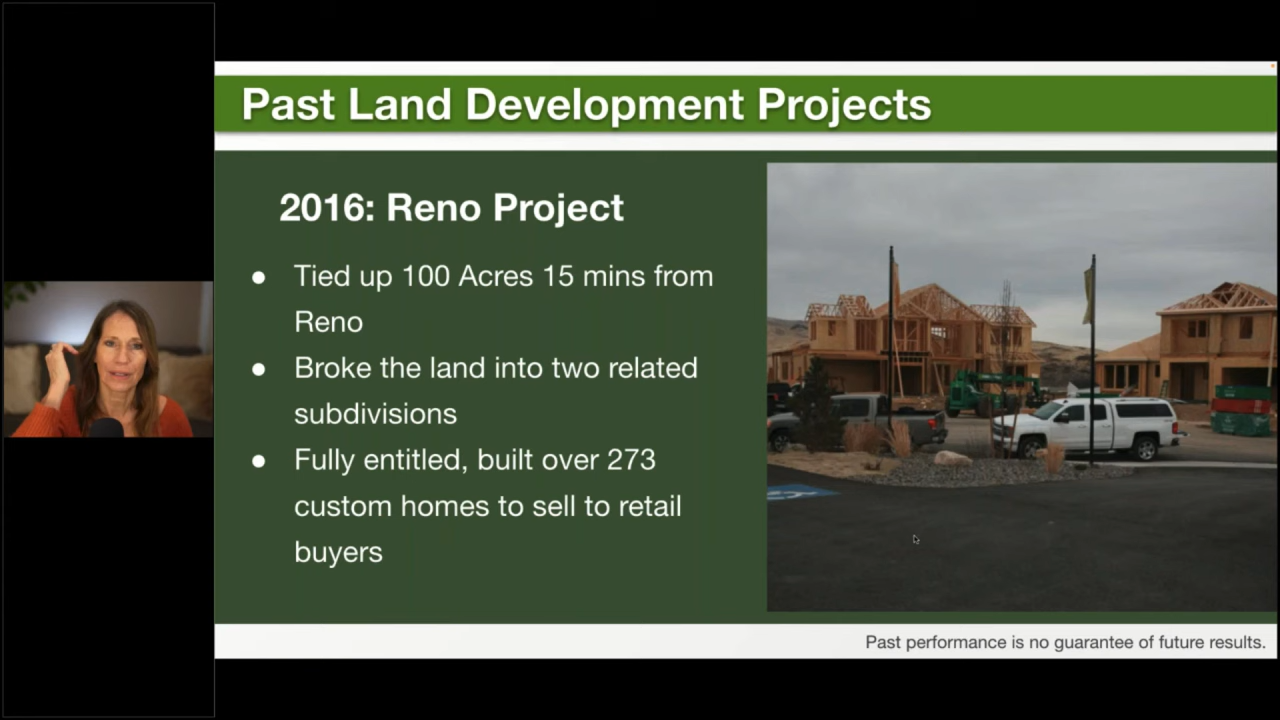 Past Land Development Projects
2016: Reno Project
● Tied up 100 Acres 15 mins from
Reno
● Broke the land into two related
subdivisions
● Fully entitled, built over 273
custom homes to sell to retail
buyers
Past performance is no guarantee of future results.